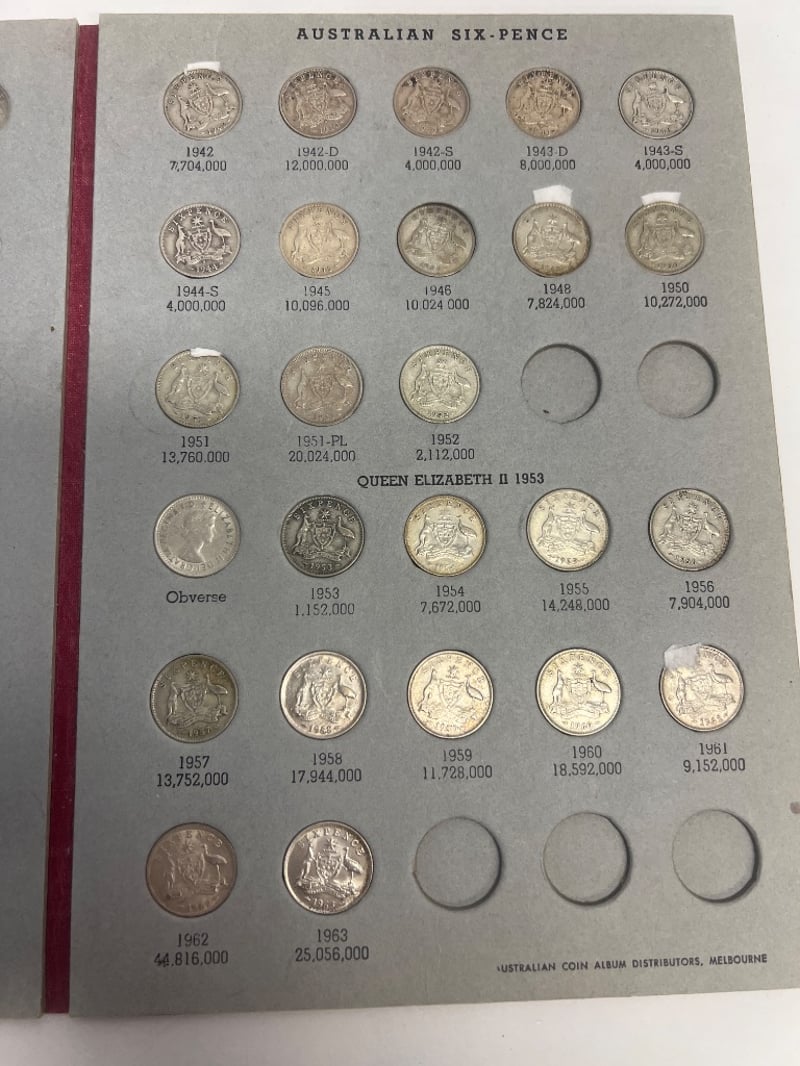 AUSTRALIAN SIX-PENCE
1942 1942-D 1942-S 1943-D 1943-S
7,704,000 12,000.000 4,000,000 8,000,000 4,000,000
1944-S 1945 1946 1948 1950
4,000,000 10,096.000 10.024 000 7,824,000 10,272,000
1951 1951-PL 1952
13,760.000 20,024,000 2,112,000
QUEEN ELIZABETH II 1953
Obverse 1953 1954 1955 1956
1,152,000 7,672,000 14,248,000 7,904,000
1957 1958 1959 1960 1961
13,752,000 17,944,000 11,728,000 18,592,000 9,152,000
1962 1963
44,816,000 25,056,000
AUSTRALIAN COIN ALBUM DISTRIBUTORS, MELBOURNE